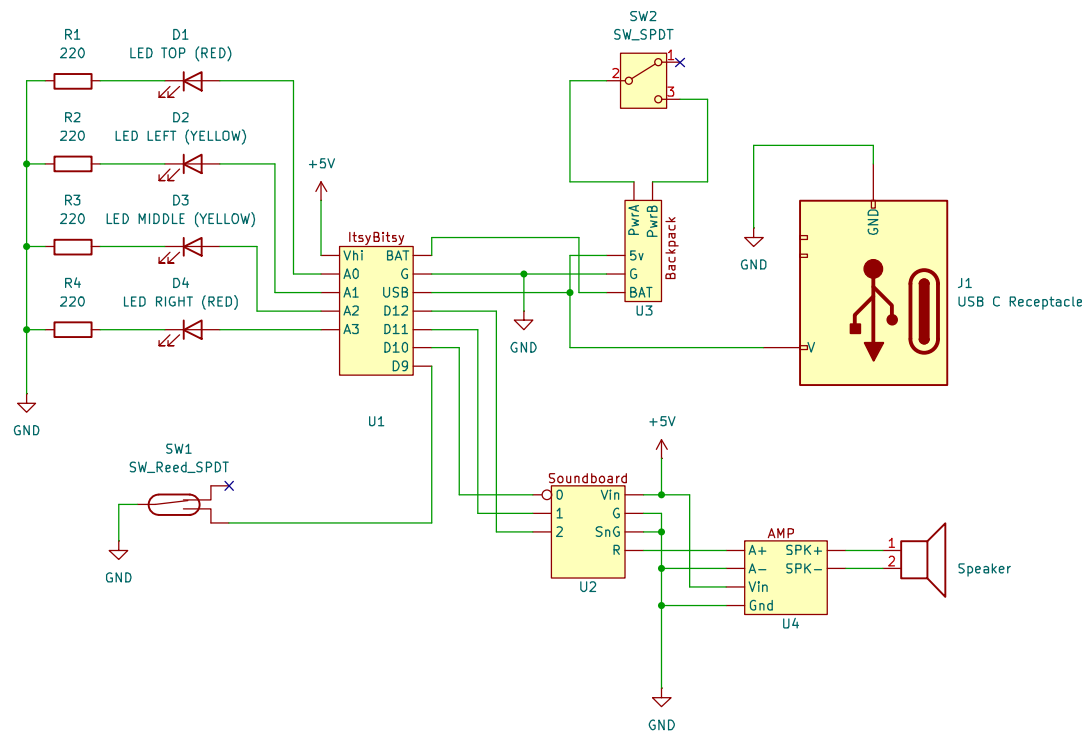 SW2
SW_SPDT
1
2
3
R1
220
D1
LED TOP (RED)
R2
220
D2
LED LEFT (YELLOW)
R3
220
D3
LED MIDDLE (YELLOW)
R4
220
D4
LED RIGHT (RED)
GND
+5V
ItsyBitsy
Vhi
A0
A1
A2
A3
BAT
G
USB
D12
D11
D10
D9
U1
GND
PwrA
PwrB
Backpack
5v
G
BAT
U3
GND
GND
V
J1
USB C Receptacle
SW1
SW_Reed_SPDT
GND
+5V
Soundboard
0
1
2
Vin
G
SnG
R
U2
AMP
A+
A-
Vin
Gnd
SPK+
SPK-
U4
1
2
Speaker
GND